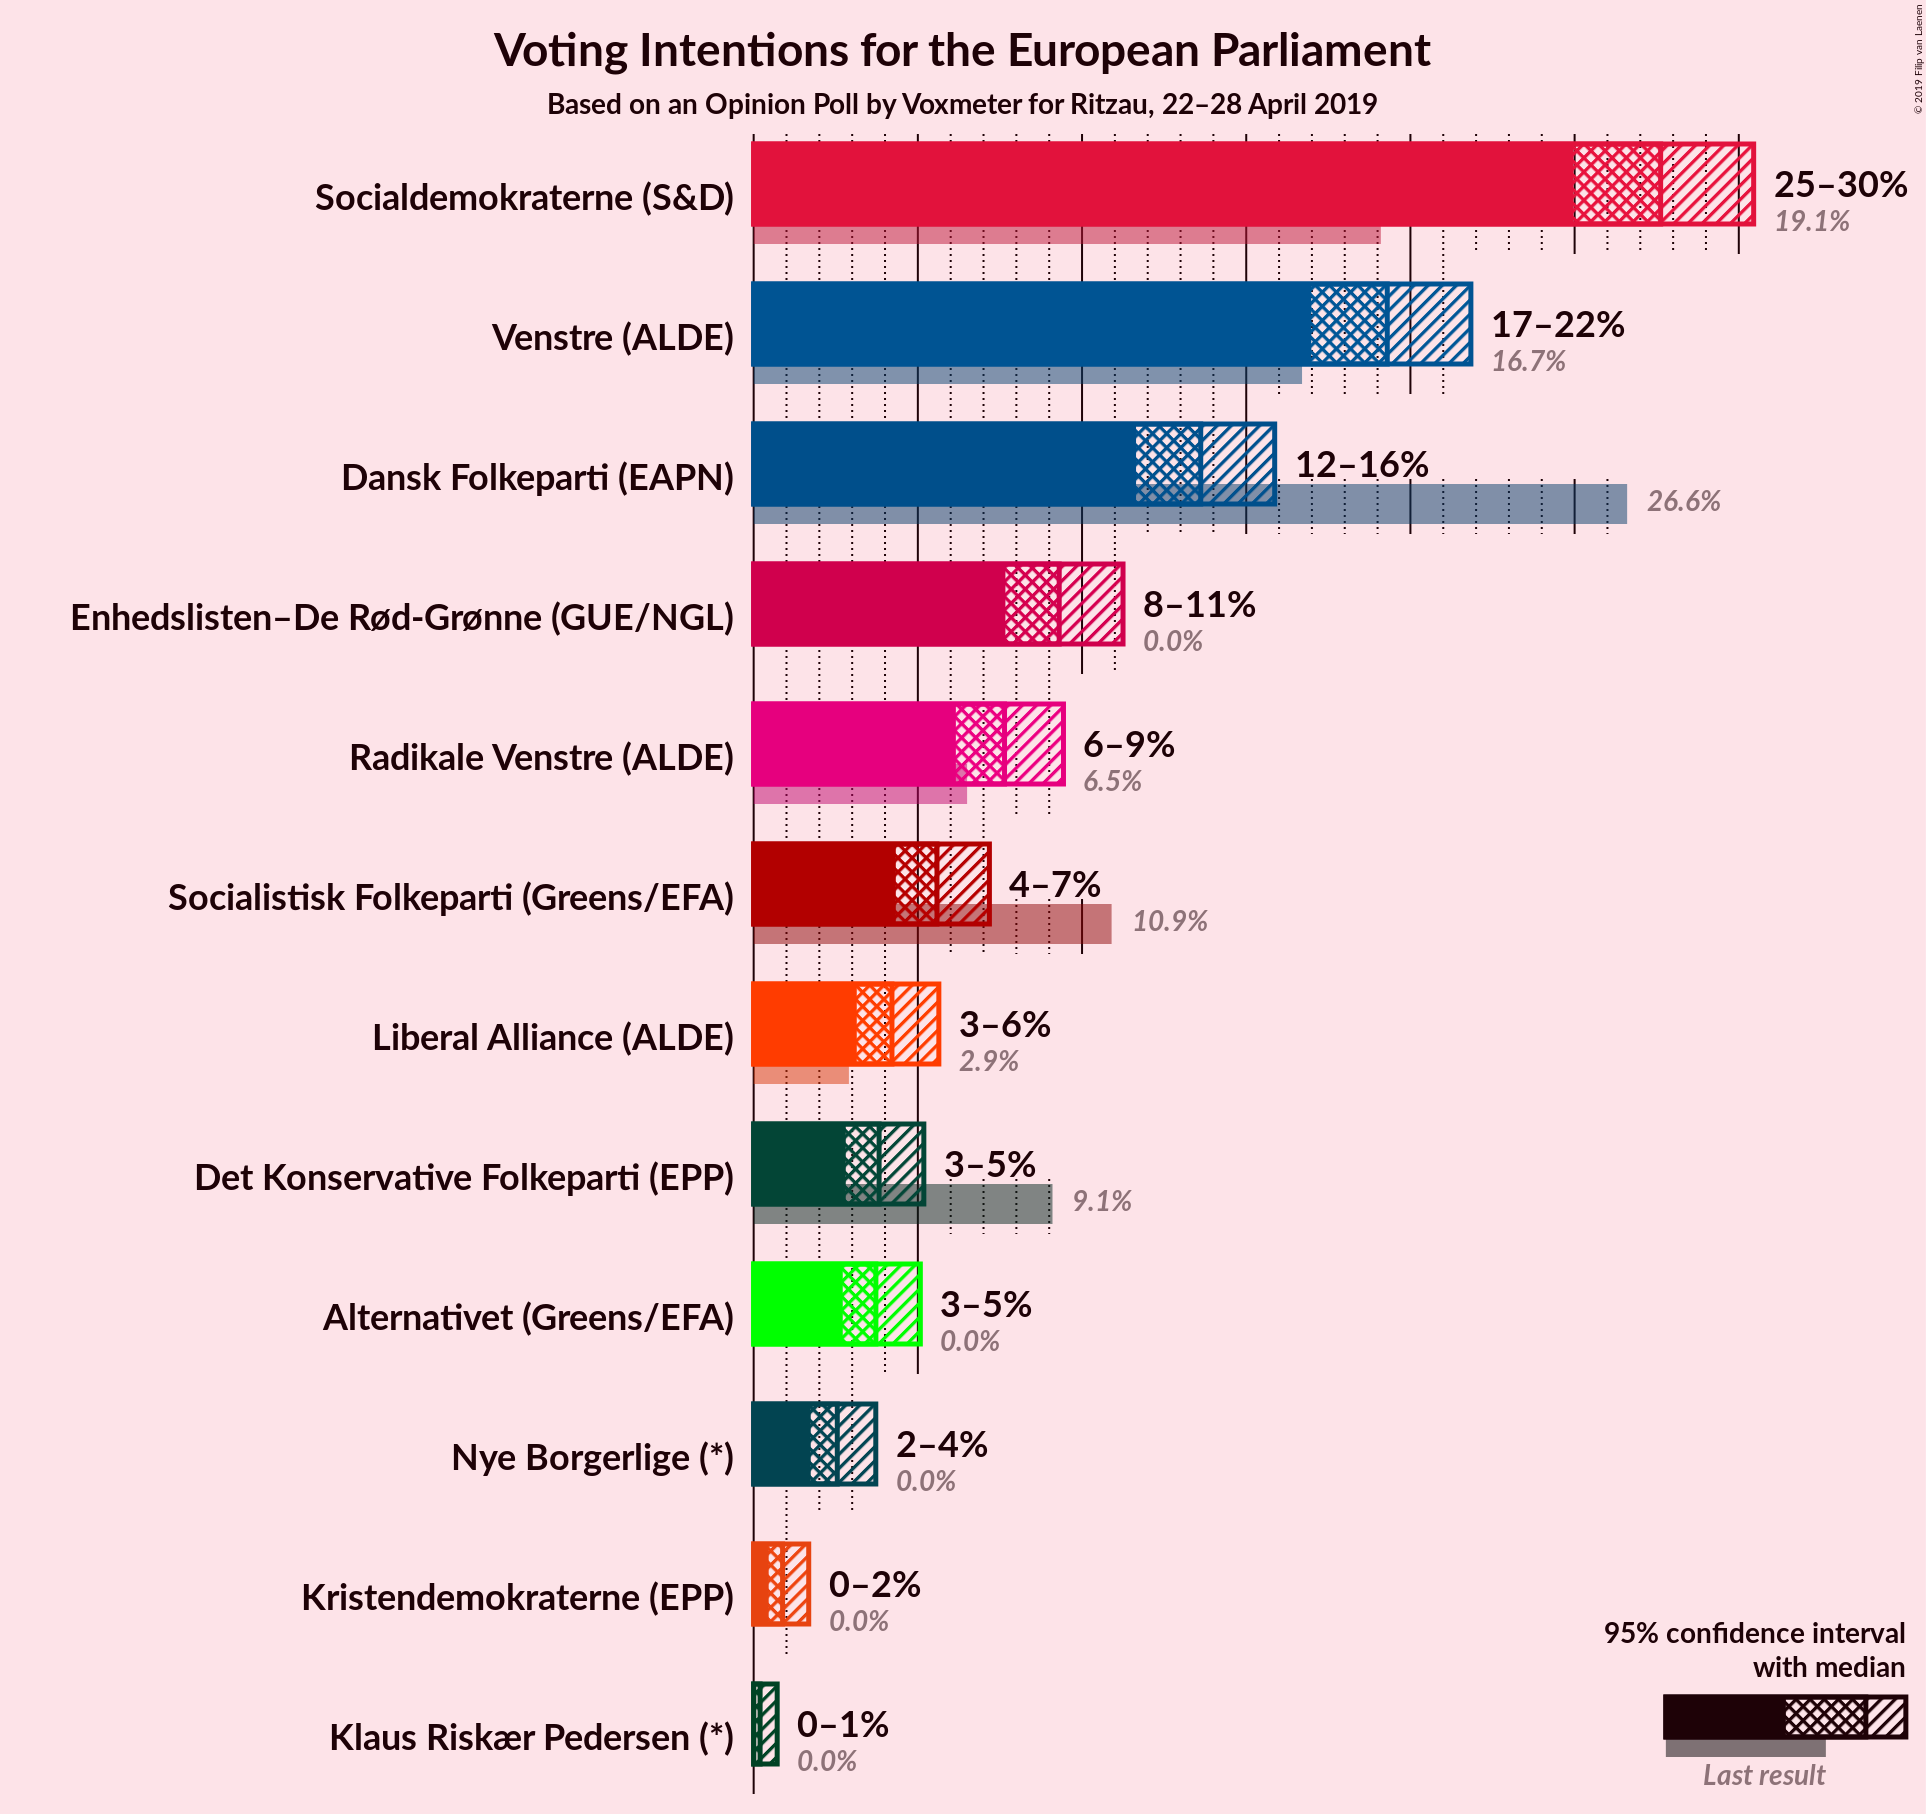 Voting Intentions for the European Parliament
Based on an Opinion Poll by Voxmeter for Ritzau, 22–28 April 2019
© 2019 Filip van Laenen
Socialdemokraterne (S&D)
25–30%
19.1%
Venstre (ALDE)
17–22%
16.7%
Dansk Folkeparti (EAPN)
12–16%
26.6%
Enhedslisten–De Rød-Grønne (GUE/NGL)
8–11%
0.0%
Radikale Venstre (ALDE)
6–9%
6.5%
Socialistisk Folkeparti (Greens/EFA)
4–7%
10.9%
Liberal Alliance (ALDE)
3–6%
2.9%
Det Konservative Folkeparti (EPP)
3–5%
9.1%
Alternativet (Greens/EFA)
3–5%
0.0%
Nye Borgerlige (*)
2–4%
0.0%
Kristendemokraterne (EPP)
0–2%
0.0%
Klaus Riskær Pedersen (*)
0–1%
0.0%
95% confidence interval
with median
Last result